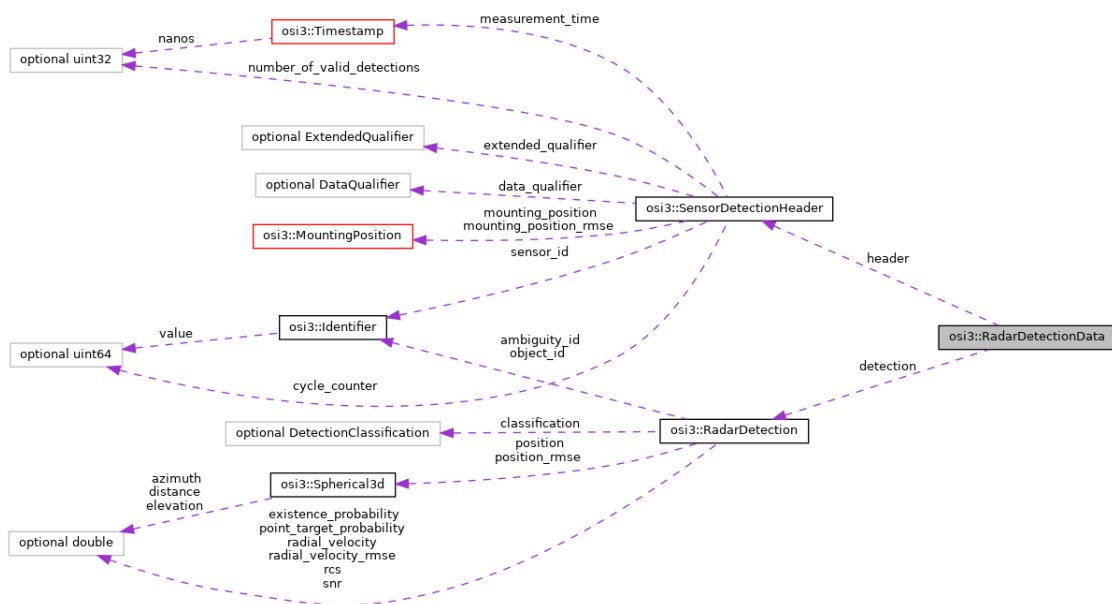 measurement_time
osi3::Timestamp
nanos
optional uint32
number_of_valid_detections
optional ExtendedQualifier
extended_qualifier
optional DataQualifier
data_qualifier
osi3::SensorDetectionHeader
mounting_position
mounting_position_rmse
osi3::MountingPosition
sensor_id
header
osi3::Identifier
value
osi3::RadarDetectionData
ambiguity_id
object_id
optional uint64
detection
cycle_counter
classification
optional DetectionClassification
osi3::RadarDetection
position
position_rmse
azimuth
distance
elevation
osi3::Spherical3d
existence_probability
point_target_probability
radial_velocity
radial_velocity_rmse
rcs
snr
optional double